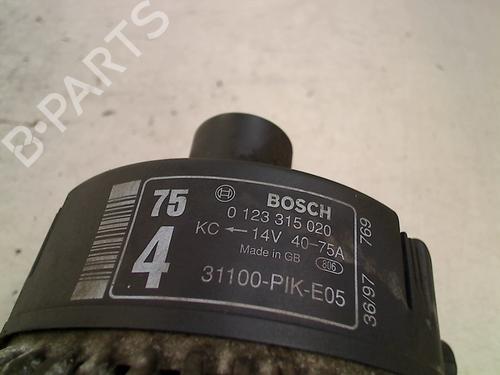 B-PARTS
75
4
BOSCH
0 123 315 020
KC ← 14V 40-75A
Made in GB 806
31100-PIK-E05
36/97 769